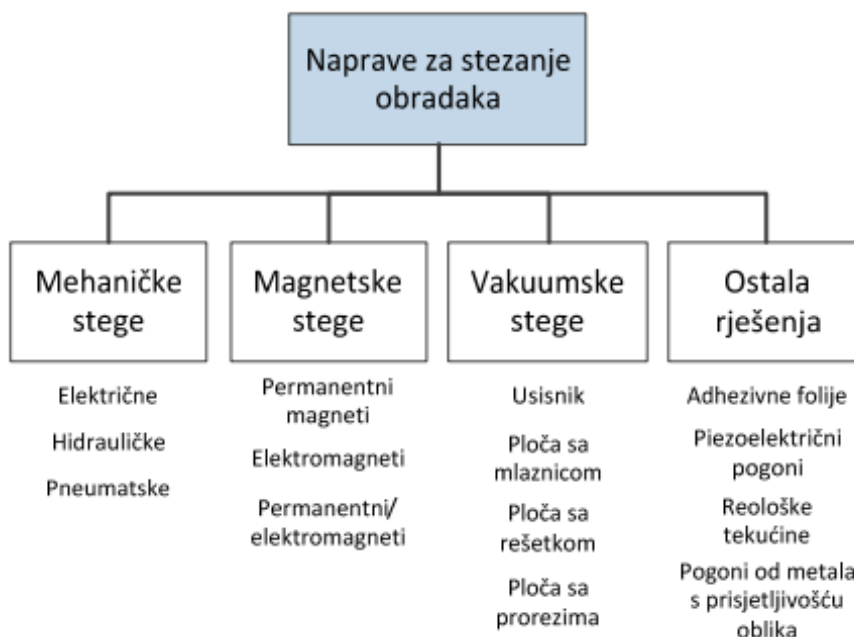 Naprave za stezanje
obradaka
Mehaničke
stege
Električne
Hidrauličke
Pneumatske
Magnetske
stege
Permanentni
magneti
Elektromagneti
Permanentni/
elektromagneti
Vakuumske
stege
Usisnik
Ploča sa
mlaznicom
Ploča sa
rešetkom
Ploča sa
prorezima
Ostala
rješenja
Adhezivne folije
Piezoelektrični
pogoni
Reološke
tekućine
Pogoni od metala
s prisjetljivošću
oblika